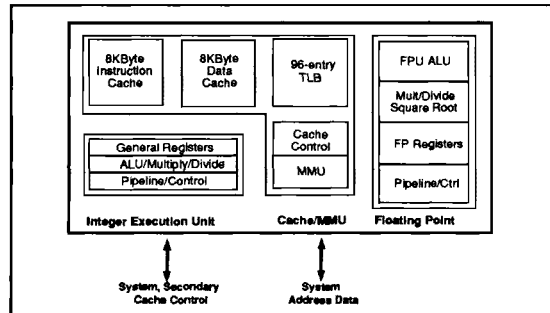 8KByte
Instruction
Cache
8KByte
Data
Cache
96-entry
TLB
FPU ALU
Mult/Divide
Square Root
FP Registers
Pipeline/Ctrl
Cache
Control
MMU
General Registers
ALU/Multiply/Divide
Pipeline/Control
Integer Execution Unit
Cache/MMU
Floating Point
System, Secondary
Cache Control
System
Address Data